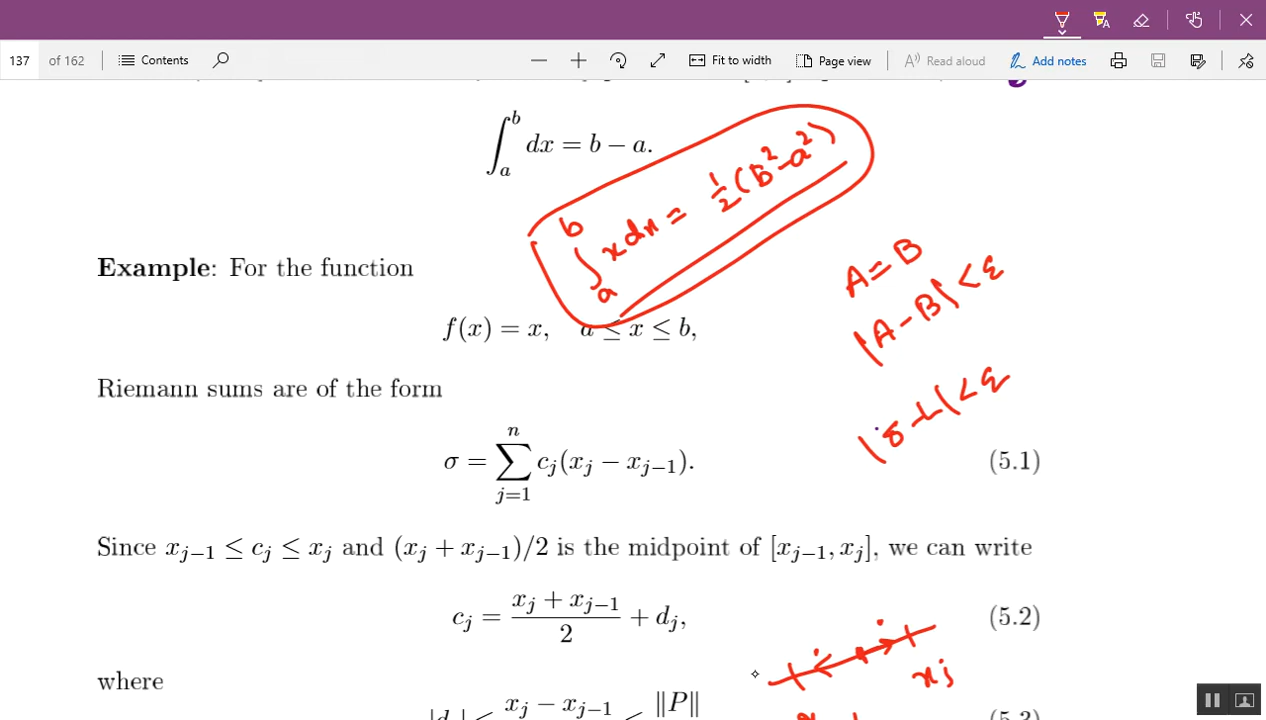 137 of 162 Contents Fit to width Page view Read aloud Add notes
∫_a^b dx = b − a.
∫_a^b x dx = 1/2 (b² − a²)
Example: For the function
A = B
f(x) = x, a ≤ x ≤ b,
|A − B| < ε
Riemann sums are of the form
|σ − L| < ε
σ = ∑_{j=1}^n c_j(x_j − x_{j−1}). (5.1)
Since x_{j−1} ≤ c_j ≤ x_j and (x_j + x_{j−1})/2 is the midpoint of [x_{j−1}, x_j], we can write
c_j = (x_j + x_{j−1})/2 + d_j, (5.2)
x_j
where
x_j − x_{j−1} ‖P‖